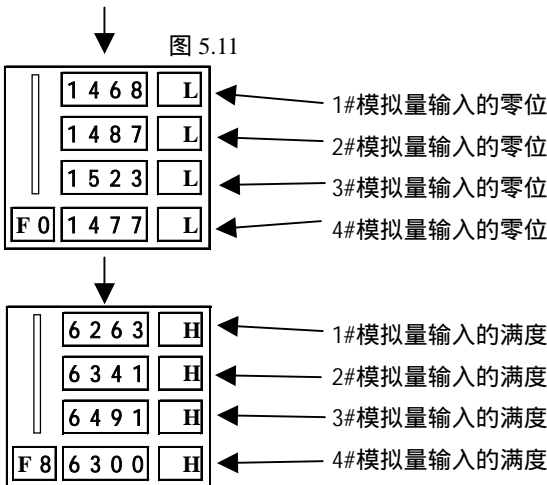 图 5.11
1468 L 1#模拟量输入的零位
1487 L 2#模拟量输入的零位
1523 L 3#模拟量输入的零位
F0 1477 L 4#模拟量输入的零位
6263 H 1#模拟量输入的满度
6341 H 2#模拟量输入的满度
6491 H 3#模拟量输入的满度
F8 6300 H 4#模拟量输入的满度